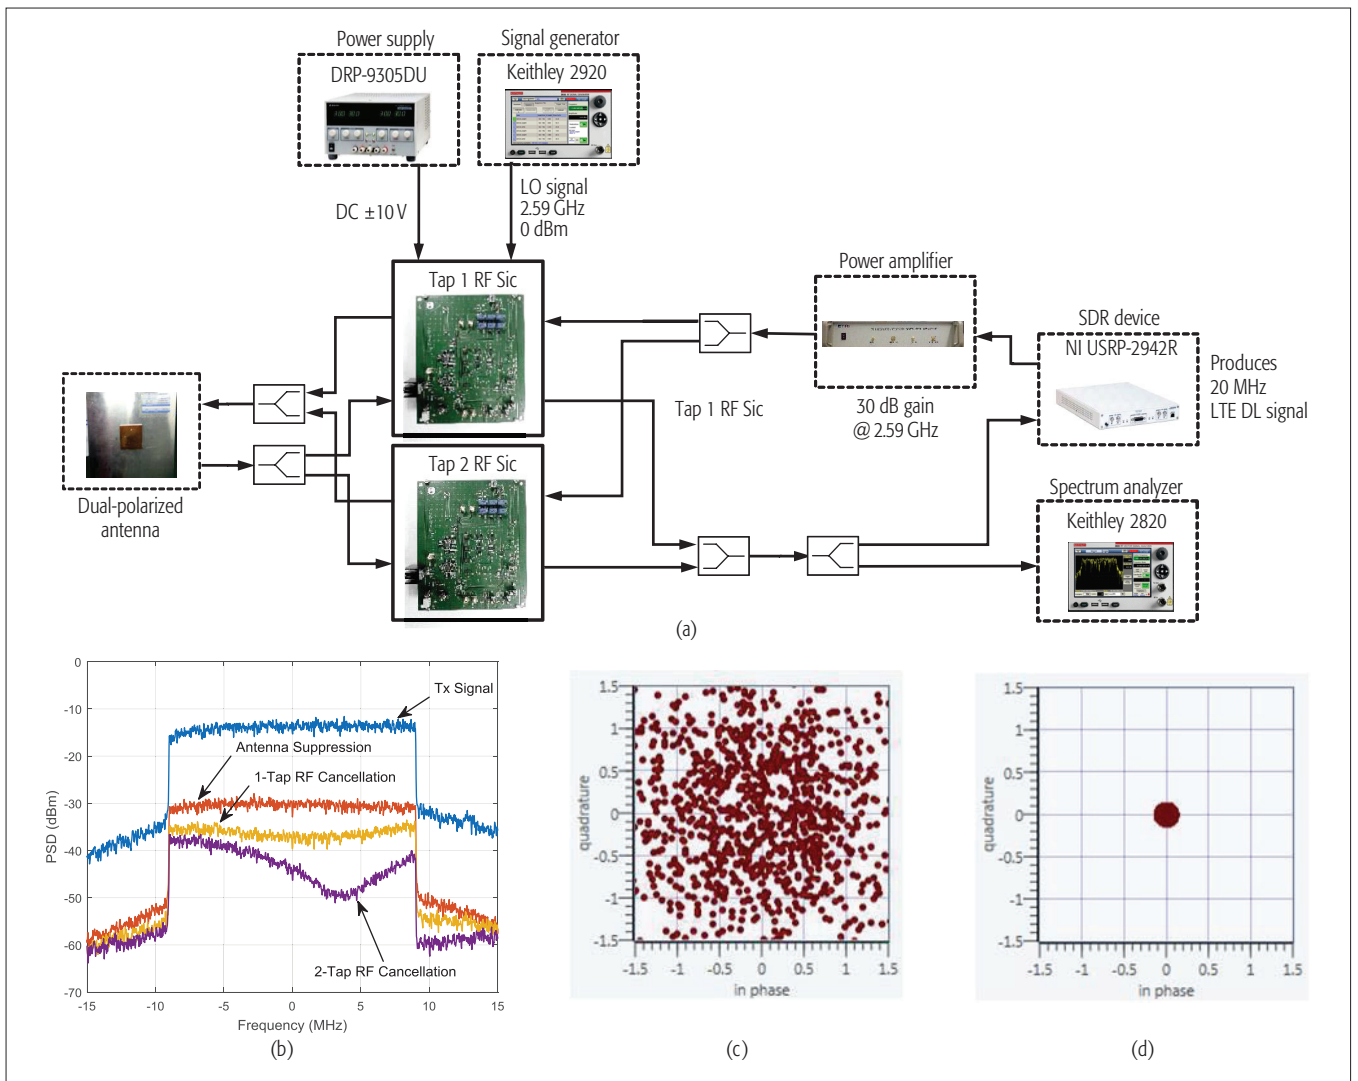 Power supply
DRP-9305DU
Signal generator
Keithley 2920
DC ±10 V
LO signal
2.59 GHz
0 dBm
Tap 1 RF Sic
Tap 2 RF Sic
Power amplifier
30 dB gain
@ 2.59 GHz
Tap 1 RF Sic
SDR device
NI USRP-2942R
Produces
20 MHz
LTE DL signal
Spectrum analyzer
Keithley 2820
Dual-polarized
antenna
(a)
0
-10
-20
-30
-40
-50
-60
-70
PSD (dBm)
Tx Signal
Antenna Suppression
1-Tap RF Cancellation
2-Tap RF Cancellation
-15
-10
-5
0
5
10
15
Frequency (MHz)
(b)
1.5
1
0.5
0
-0.5
-1
-1.5
quadrature
-1.5
-1
-0.5
0
0.5
1
1.5
in phase
(c)
1.5
1
0.5
0
-0.5
-1
-1.5
quadrature
-1.5
-1
-0.5
0
0.5
1
1.5
in phase
(d)